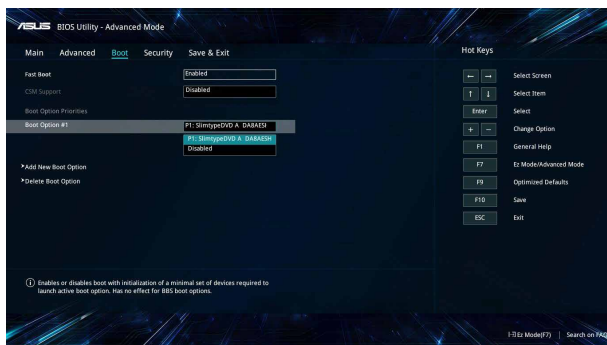 ASUS BIOS Utility - Advanced Mode
Main Advanced Boot Security Save & Exit
Hot Keys
Fast Boot Enabled
CSM Support Disabled
Boot Option Priorities
Boot Option #1 P1: SlimtypeDVD A DA8AESI
P1: SlimtypeDVD A DA8AESH
Disabled
>Add New Boot Option
>Delete Boot Option
← → Select Screen
↑ ↓ Select Item
Enter Select
+ - Change Option
F1 General Help
F7 Ez Mode/Advanced Mode
F9 Optimized Defaults
F10 Save
ESC Exit
Enables or disables boot with initialization of a minimal set of devices required to
launch active boot option. Has no effect for BBS boot options.
Ez Mode(F7) | Search on FAQ